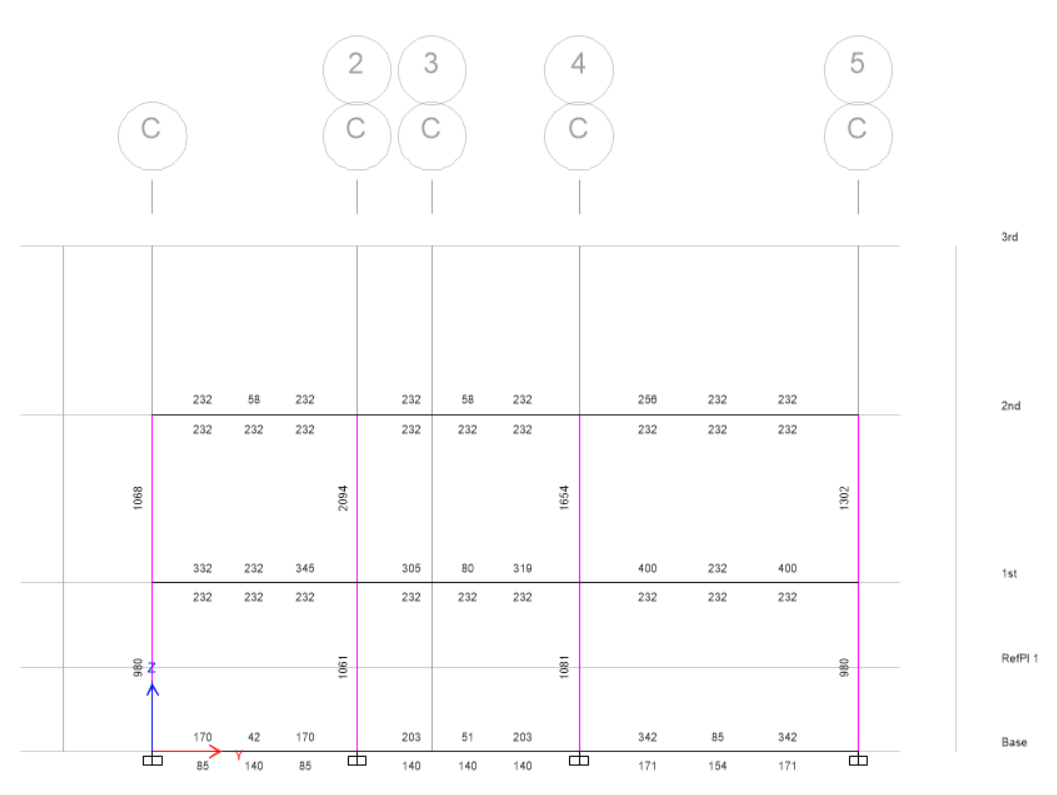 2 3 4 5
C C C C C
3rd
232 58 232 232 58 232 256 232 232
2nd
232 232 232 232 232 232 232 232 232
1068 2094 1654 1302
332 232 345 305 80 319 400 232 400
1st
232 232 232 232 232 232 232 232 232
980 Z 1061 1081 980 RefPl 1
170 42 170 203 51 203 342 85 342
Base
Y
85 140 85 140 140 140 171 154 171